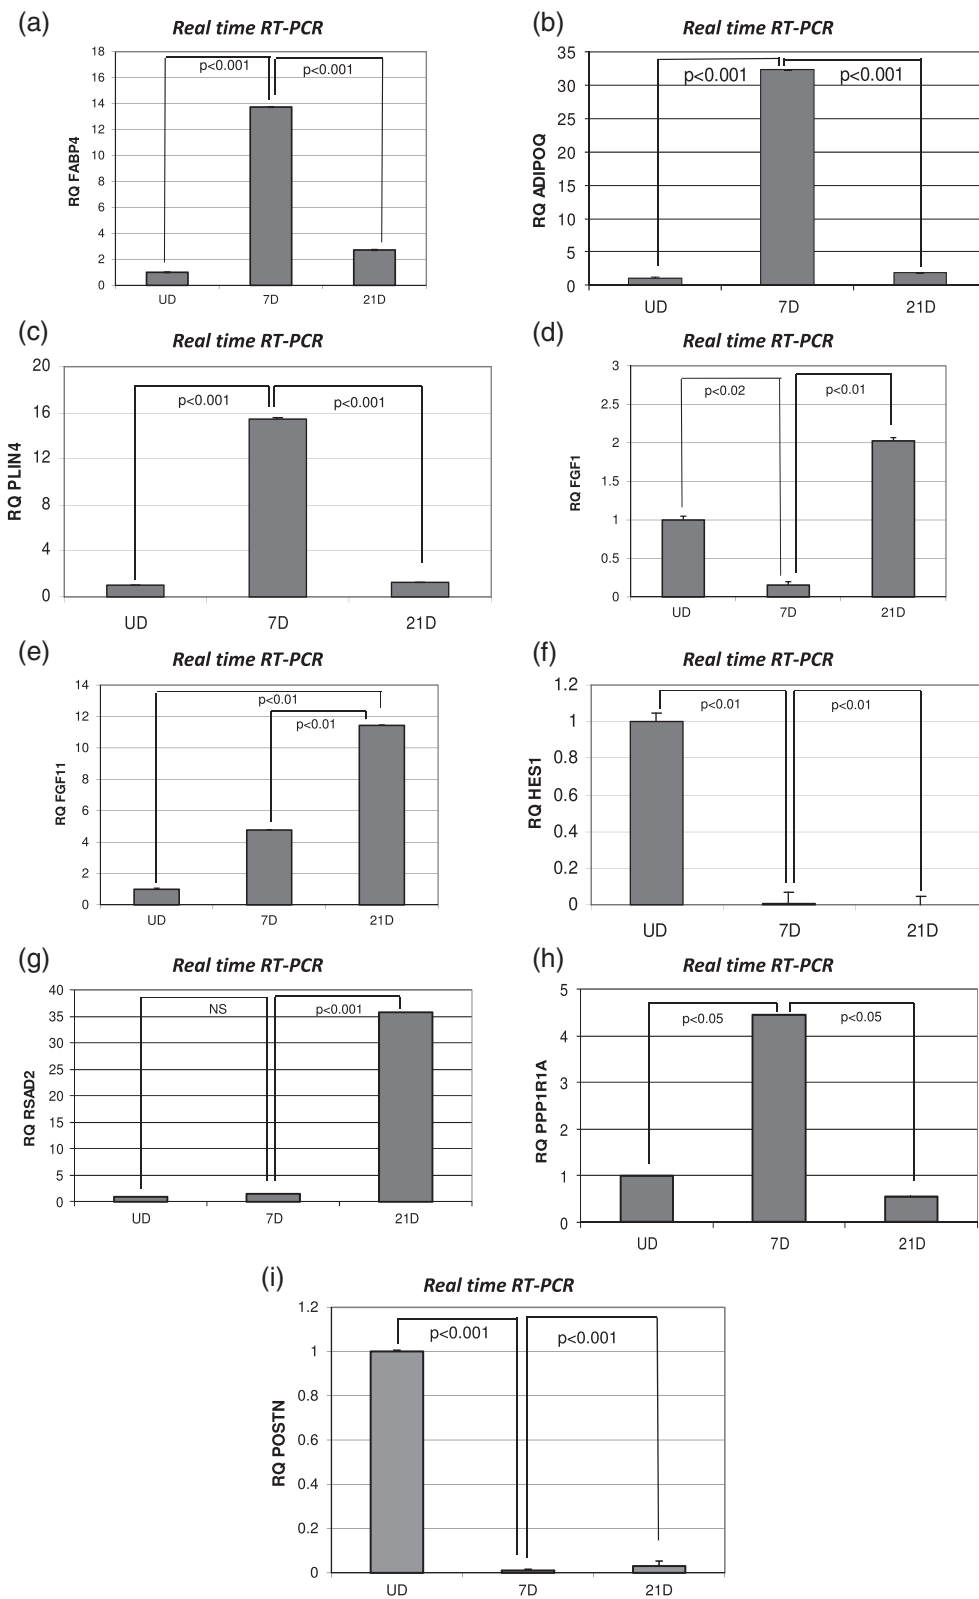 (a)
Real time RT-PCR
RQ FABP4
18
16
14
12
10
8
6
4
2
0
p<0.001
p<0.001
UD 7D 21D
(b)
Real time RT-PCR
RQ ADIPOQ
35
30
25
20
15
10
5
0
p<0.001
p<0.001
UD 7D 21D
(c)
Real time RT-PCR
RQ PLIN4
20
16
12
8
4
0
p<0.001
p<0.001
UD 7D 21D
(d)
Real time RT-PCR
RQ FGF1
3
2.5
2
1.5
1
0.5
0
p<0.02
p<0.01
UD 7D 21D
(e)
Real time RT-PCR
RQ FGF11
14
12
10
8
6
4
2
0
p<0.01
p<0.01
UD 7D 21D
(f)
Real time RT-PCR
RQ HES1
1.2
1
0.8
0.6
0.4
0.2
0
p<0.01
p<0.01
UD 7D 21D
(g)
Real time RT-PCR
RQ RSAD2
40
35
30
25
20
15
10
5
0
NS
p<0.001
UD 7D 21D
(h)
Real time RT-PCR
RQ PPP1R1A
5
4
3
2
1
0
p<0.05
p<0.05
UD 7D 21D
(i)
Real time RT-PCR
RQ POSTN
1.2
1
0.8
0.6
0.4
0.2
0
p<0.001
p<0.001
UD 7D 21D